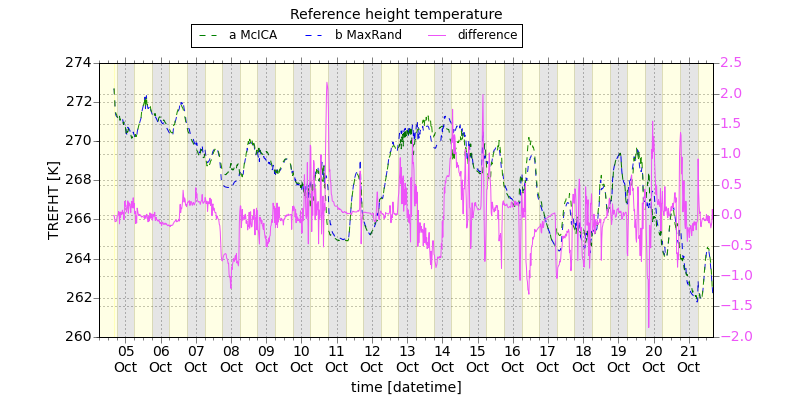 Reference height temperature
a McICA b MaxRand difference
274 2.5
272 2.0
270 1.5
268 1.0
266 0.5
264 0.0
262 −0.5
260 −1.0
−1.5
−2.0
TREFHT [K]
05 06 07 08 09 10 11 12 13 14 15 16 17 18 19 20 21
Oct Oct Oct Oct Oct Oct Oct Oct Oct Oct Oct Oct Oct Oct Oct Oct Oct
time [datetime]